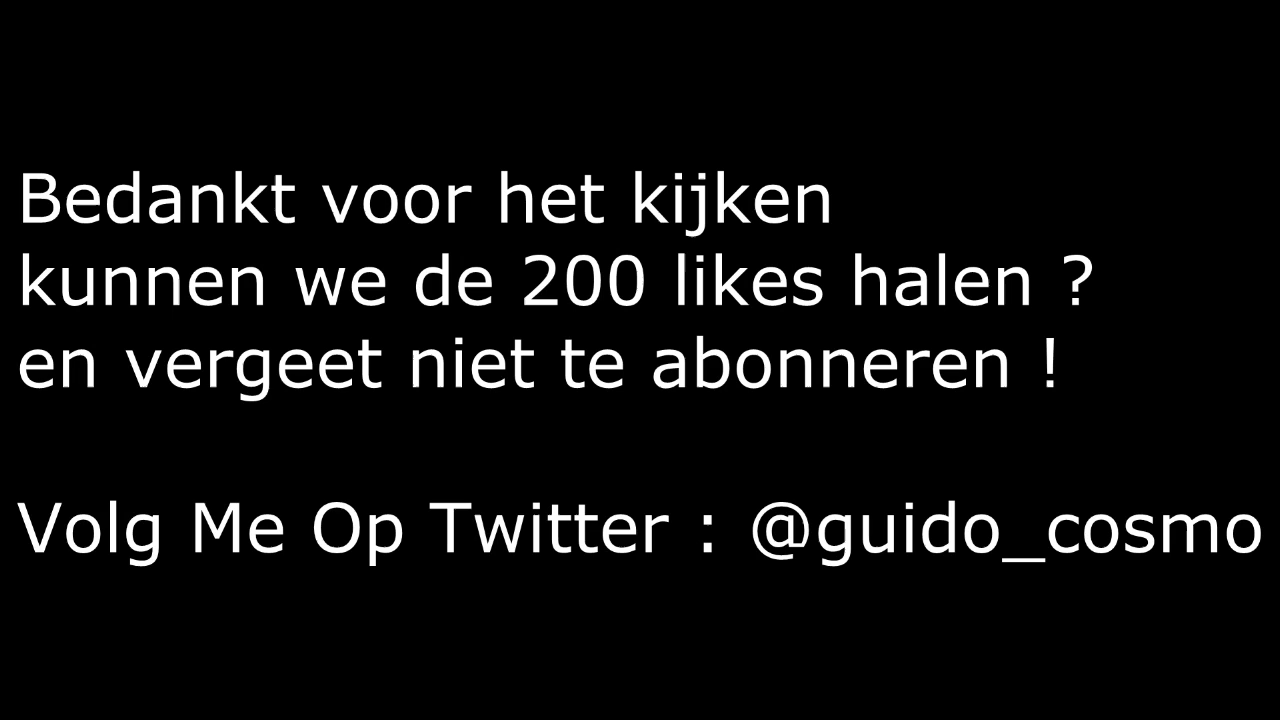 Bedankt voor het kijken
kunnen we de 200 likes halen ?
en vergeet niet te abonneren !
Volg Me Op Twitter : @guido_cosmo